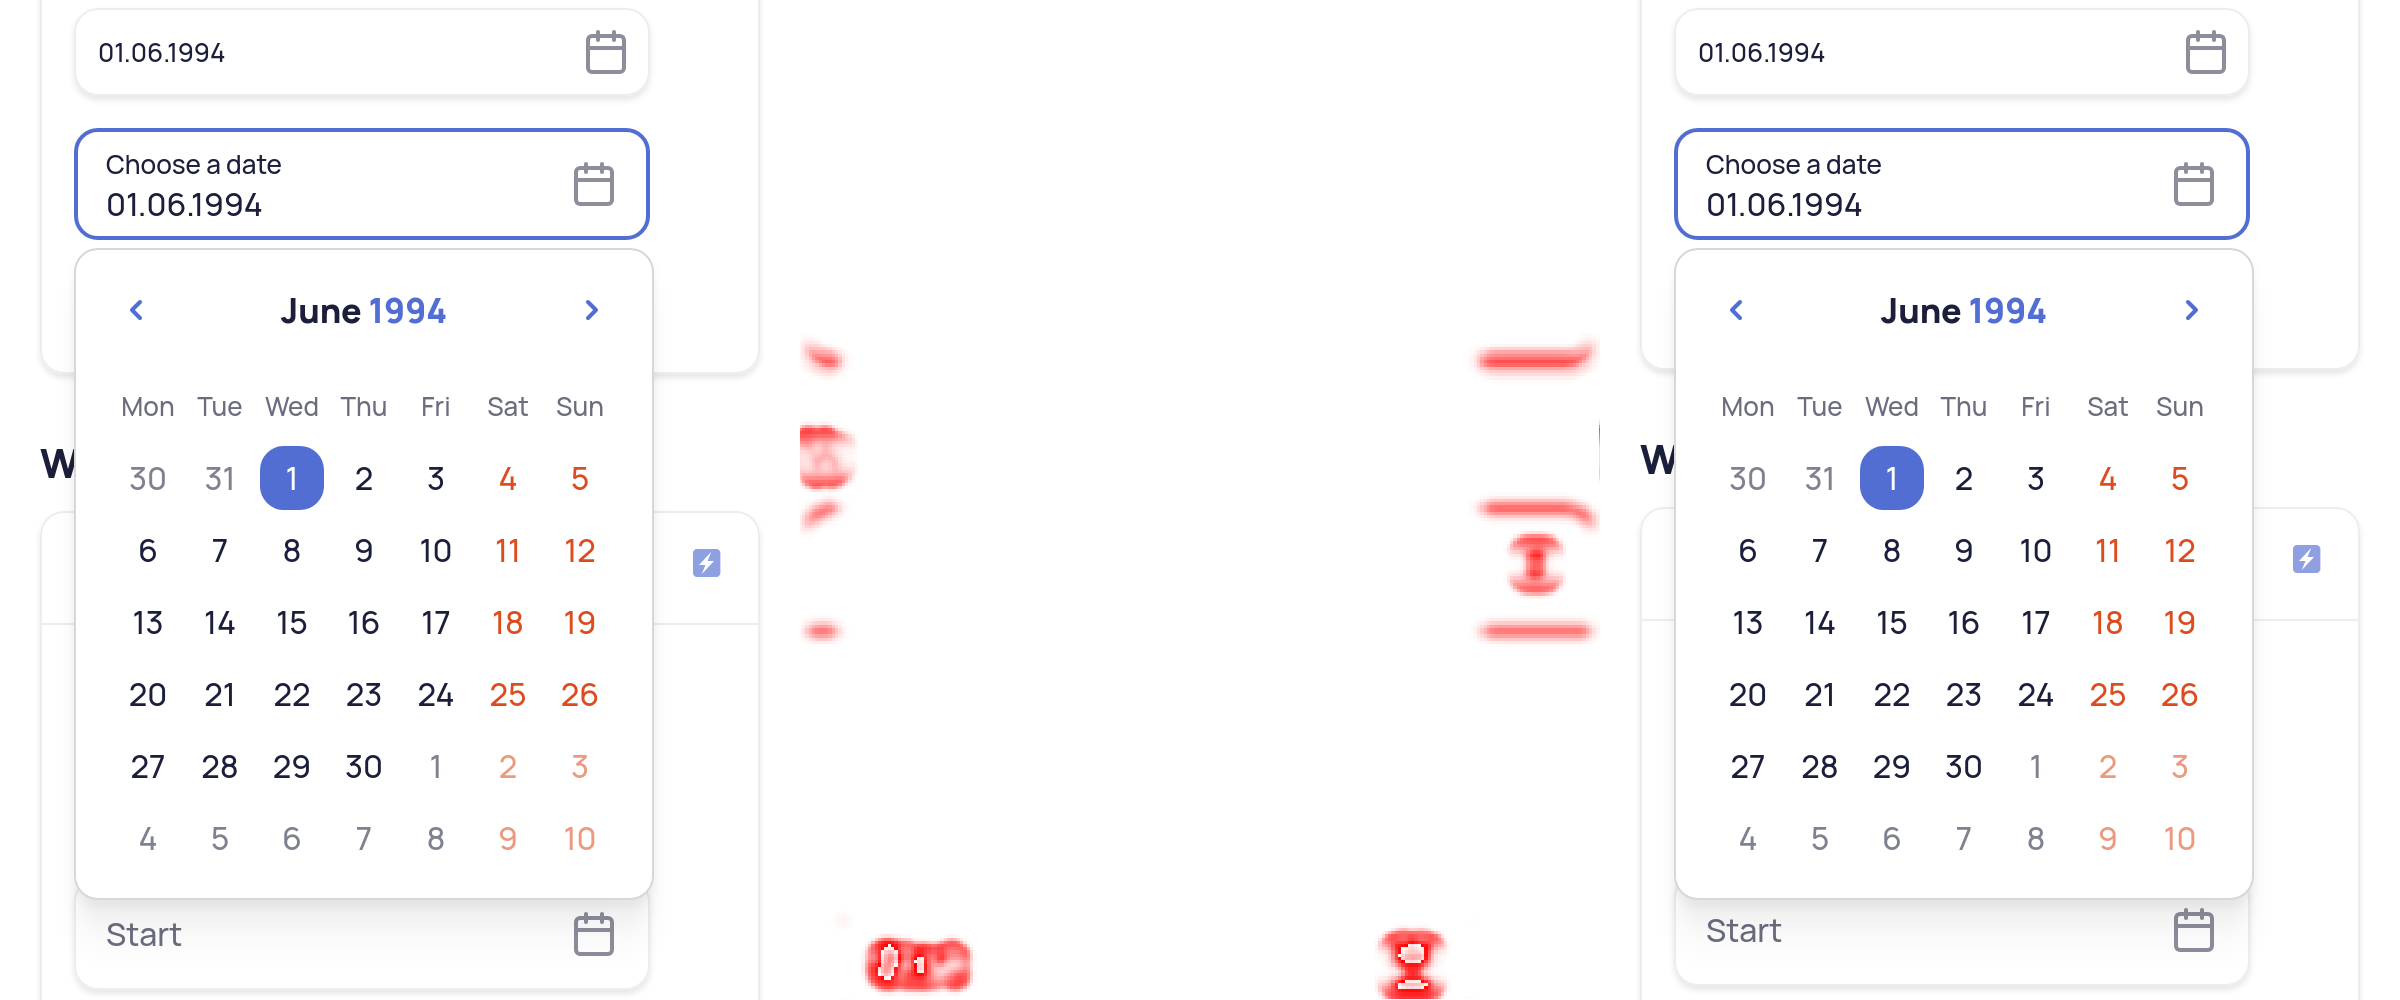 01.06.1994
Choose a date
01.06.1994
June 1994
Mon Tue Wed Thu Fri Sat Sun
30 31 1 2 3 4 5
6 7 8 9 10 11 12
13 14 15 16 17 18 19
20 21 22 23 24 25 26
27 28 29 30 1 2 3
4 5 6 7 8 9 10
W
Start
01.06.1994
Choose a date
01.06.1994
June 1994
Mon Tue Wed Thu Fri Sat Sun
30 31 1 2 3 4 5
6 7 8 9 10 11 12
13 14 15 16 17 18 19
20 21 22 23 24 25 26
27 28 29 30 1 2 3
4 5 6 7 8 9 10
W
Start